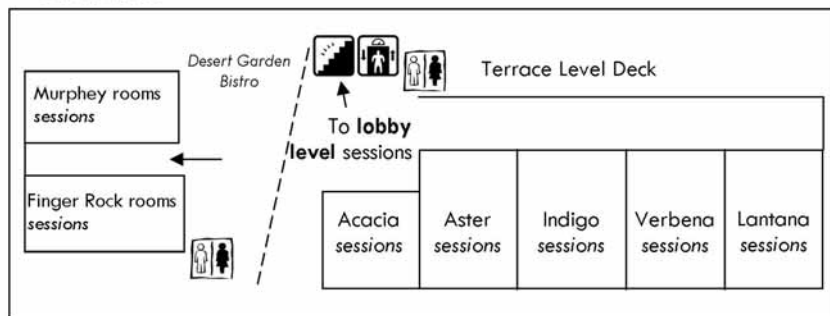 Desert Garden
Bistro
Terrace Level Deck
Murphey rooms
sessions
To lobby
level sessions
Finger Rock rooms
sessions
Acacia
sessions
Aster
sessions
Indigo
sessions
Verbena
sessions
Lantana
sessions